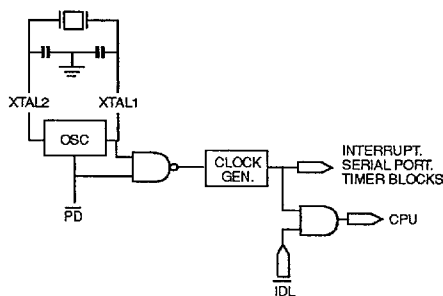 XTAL2 XTAL1
OSC
INTERRUPT.
SERIAL PORT.
TIMER BLOCKS
CLOCK
GEN.
CPU
PD
IDL